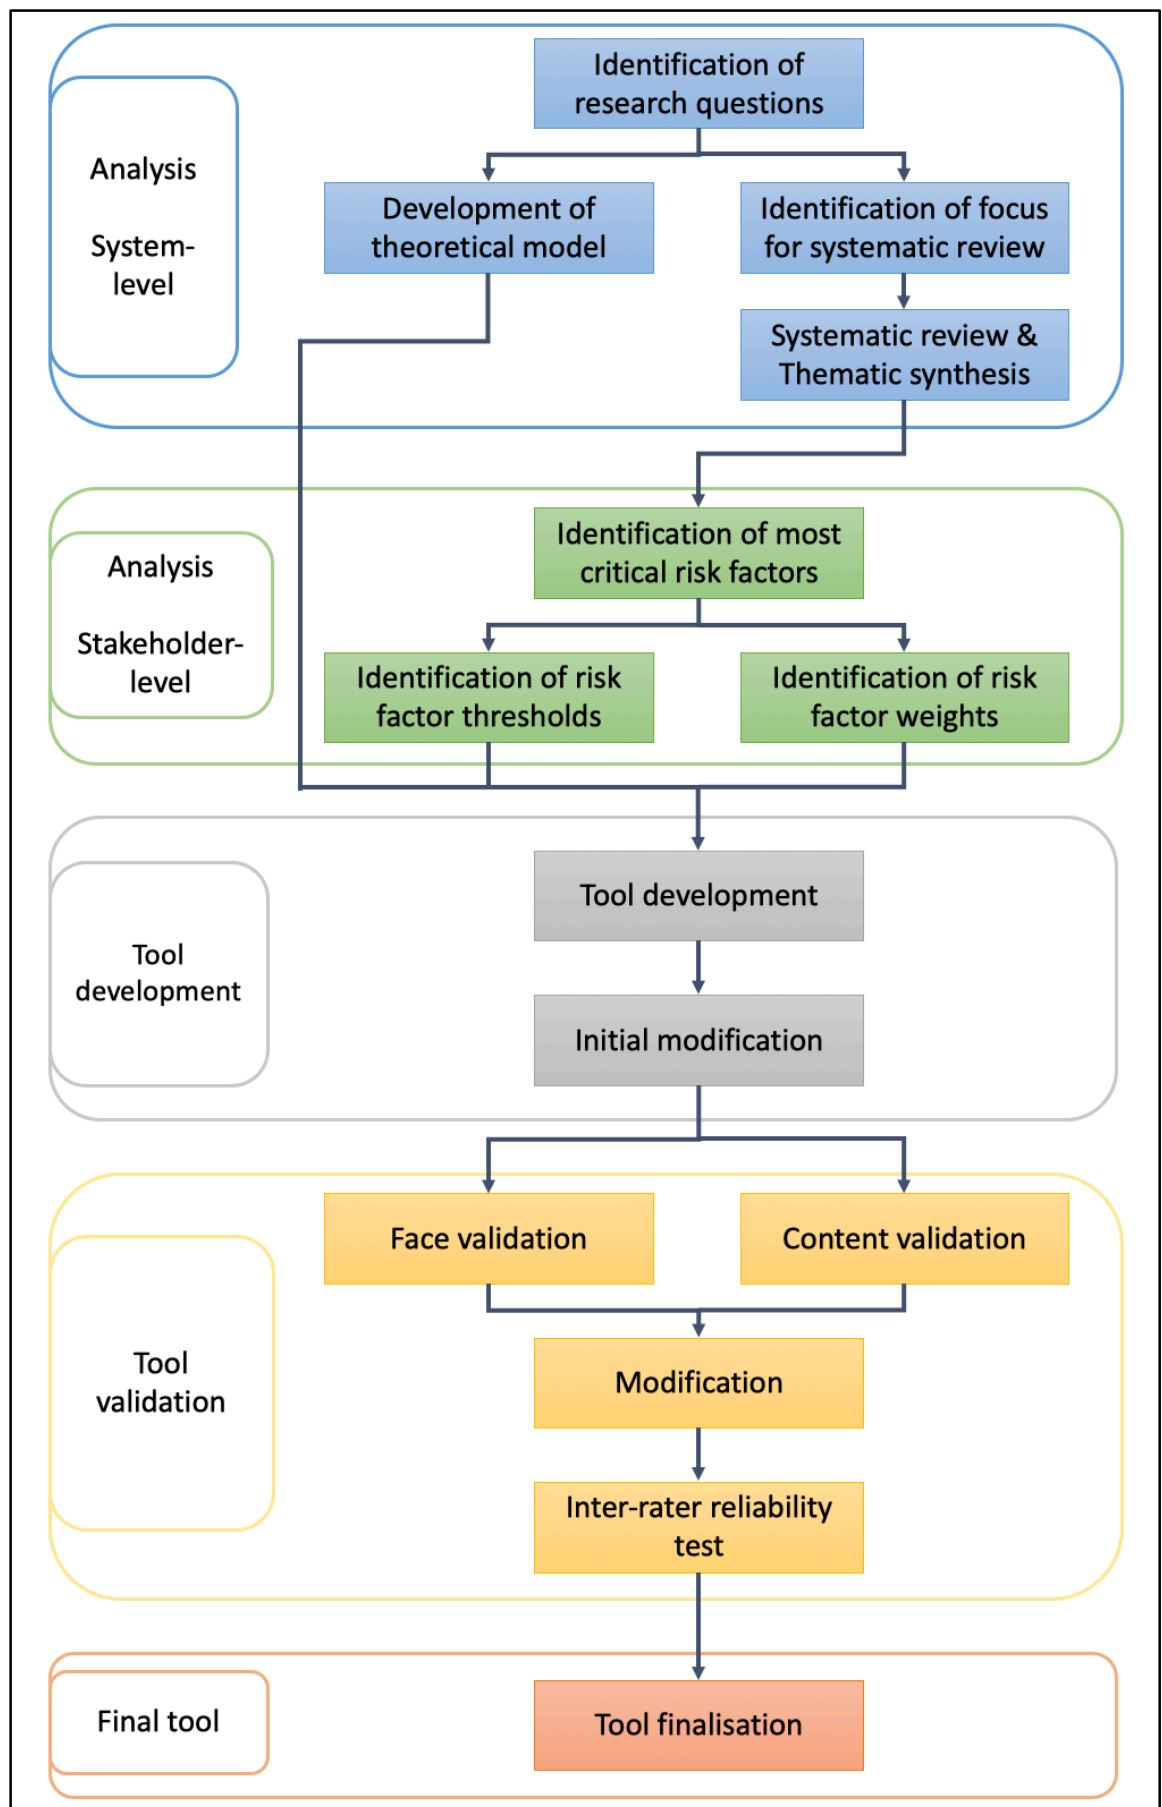 Identification of
research questions
Analysis
System-
level
Development of
theoretical model
Identification of focus
for systematic review
Systematic review &
Thematic synthesis
Analysis
Stakeholder-
level
Identification of most
critical risk factors
Identification of risk
factor thresholds
Identification of risk
factor weights
Tool
development
Tool development
Initial modification
Tool
validation
Face validation
Content validation
Modification
Inter-rater reliability
test
Final tool
Tool finalisation